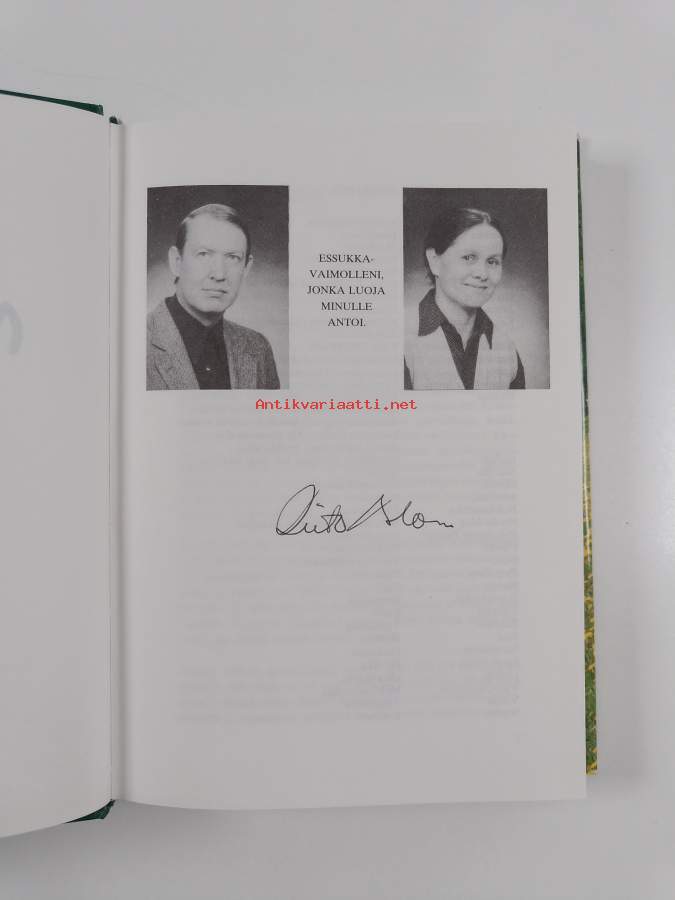 ESSUKKA-
VAIMOLLENI,
JONKA LUOJA
MINULLE
ANTOI.
Antikvariaatti.net